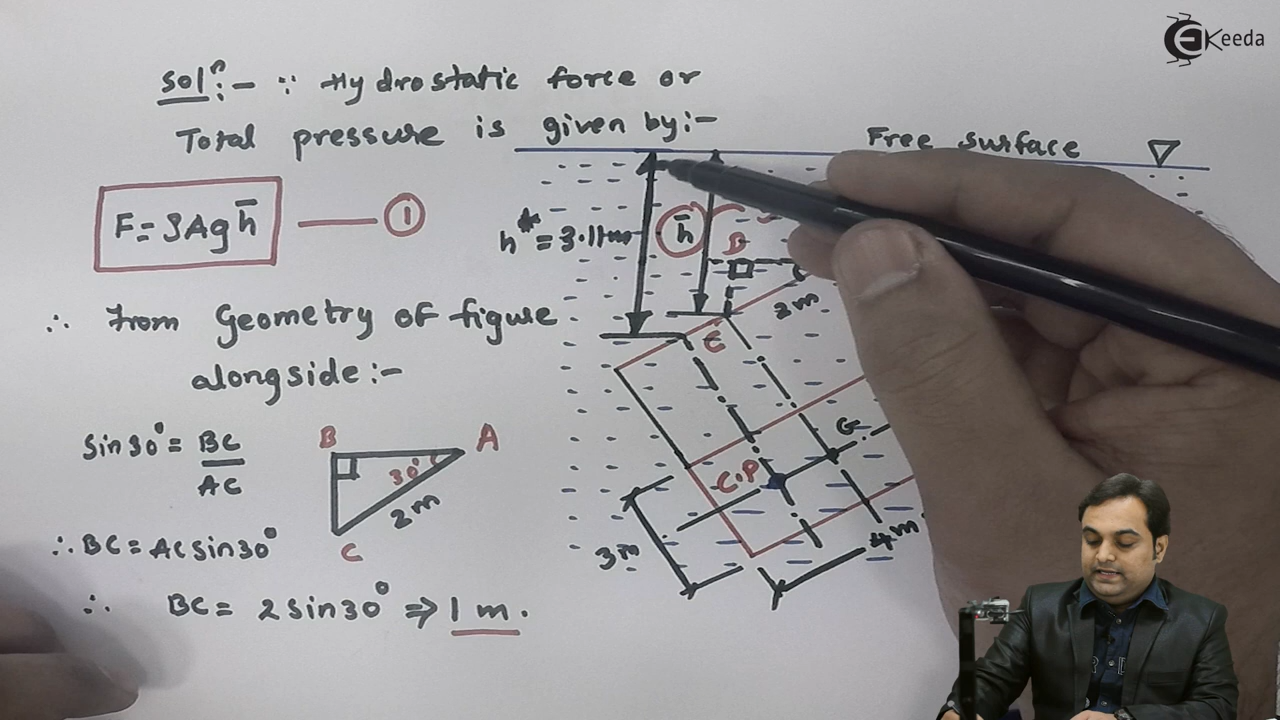 Keeda
Solⁿ:- ∵ Hydrostatic force or
Total pressure is given by:-
Free surface
F = ρAgh̄ ——— ①
h* = 3.11m
h̄
B
2m
C
∴ From Geometry of figure
alongside:-
Sin30° = BC/AC
B
A
30°
2m
C
G
C.P
3m
4m
∴ BC = AC sin30°
∴ BC = 2 sin30° ⇒ 1 m.